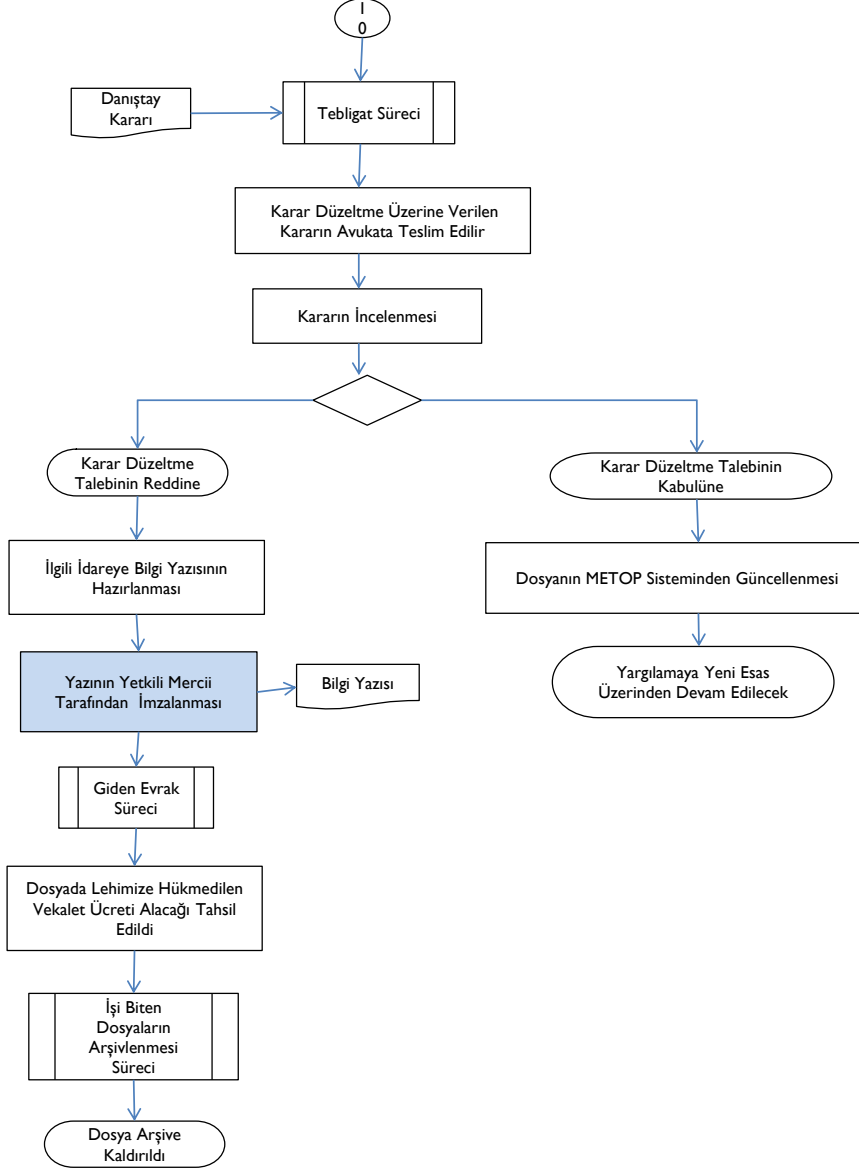 1
0
Danıştay
Kararı
Tebligat Süreci
Karar Düzeltme Üzerine Verilen
Kararın Avukata Teslim Edilir
Kararın İncelenmesi
Karar Düzeltme
Talebinin Reddine
Karar Düzeltme Talebinin
Kabulüne
İlgili İdareye Bilgi Yazısının
Hazırlanması
Dosyanın METOP Sisteminden Güncellenmesi
Yazının Yetkili Mercii
Tarafından İmzalanması
Bilgi Yazısı
Yargılamaya Yeni Esas
Üzerinden Devam Edilecek
Giden Evrak
Süreci
Dosyada Lehimize Hükmedilen
Vekalet Ücreti Alacağı Tahsil
Edildi
İşi Biten
Dosyaların
Arşivlenmesi
Süreci
Dosya Arşive
Kaldırıldı